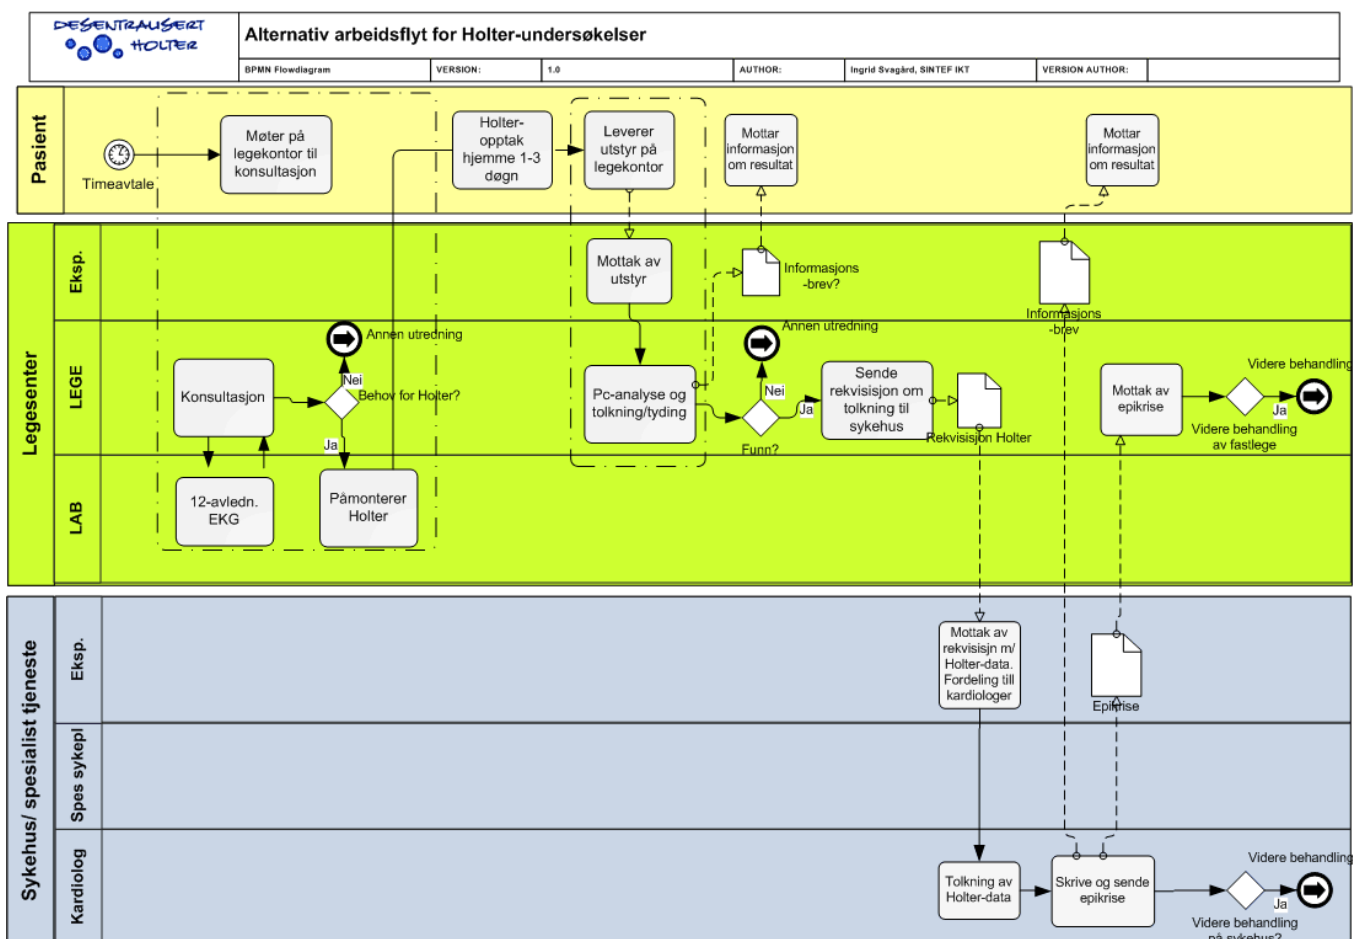 DESENTRALISERT
HOLTER
Alternativ arbeidsflyt for Holter-undersøkelser
BPMN Flowdiagram
VERSION:
1.0
AUTHOR:
Ingrid Svagård, SINTEF IKT
VERSION AUTHOR:
Pasient
Timeavtale
Møter på
legekontor til
konsultasjon
Holter-
opptak
hjemme 1-3
døgn
Leverer
utstyr på
legekontor
Mottar
informasjon
om resultat
Mottar
informasjon
om resultat
Legesenter
Eksp.
Mottak av
utstyr
Informasjons
-brev?
Informasjons
-brev
LEGE
Konsultasjon
Annen utredning
Nei
Behov for Holter?
Ja
Pc-analyse og
tolkning/tyding
Annen utredning
Nei
Ja
Funn?
Sende
rekvisisjon om
tolkning til
sykehus
Rekvisisjon Holter
Mottak av
epikrise
Videre behandling
Ja
Videre behandling
av fastlege
LAB
12-avledn.
EKG
Påmonterer
Holter
Sykehus/ spesialist tjeneste
Eksp.
Mottak av
rekvisisjn m/
Holter-data.
Fordeling till
kardiologer
Epikrise
Spes sykepl
Kardiolog
Tolkning av
Holter-data
Skrive og sende
epikrise
Videre behandling
Ja
Videre behandling
på sykehus?